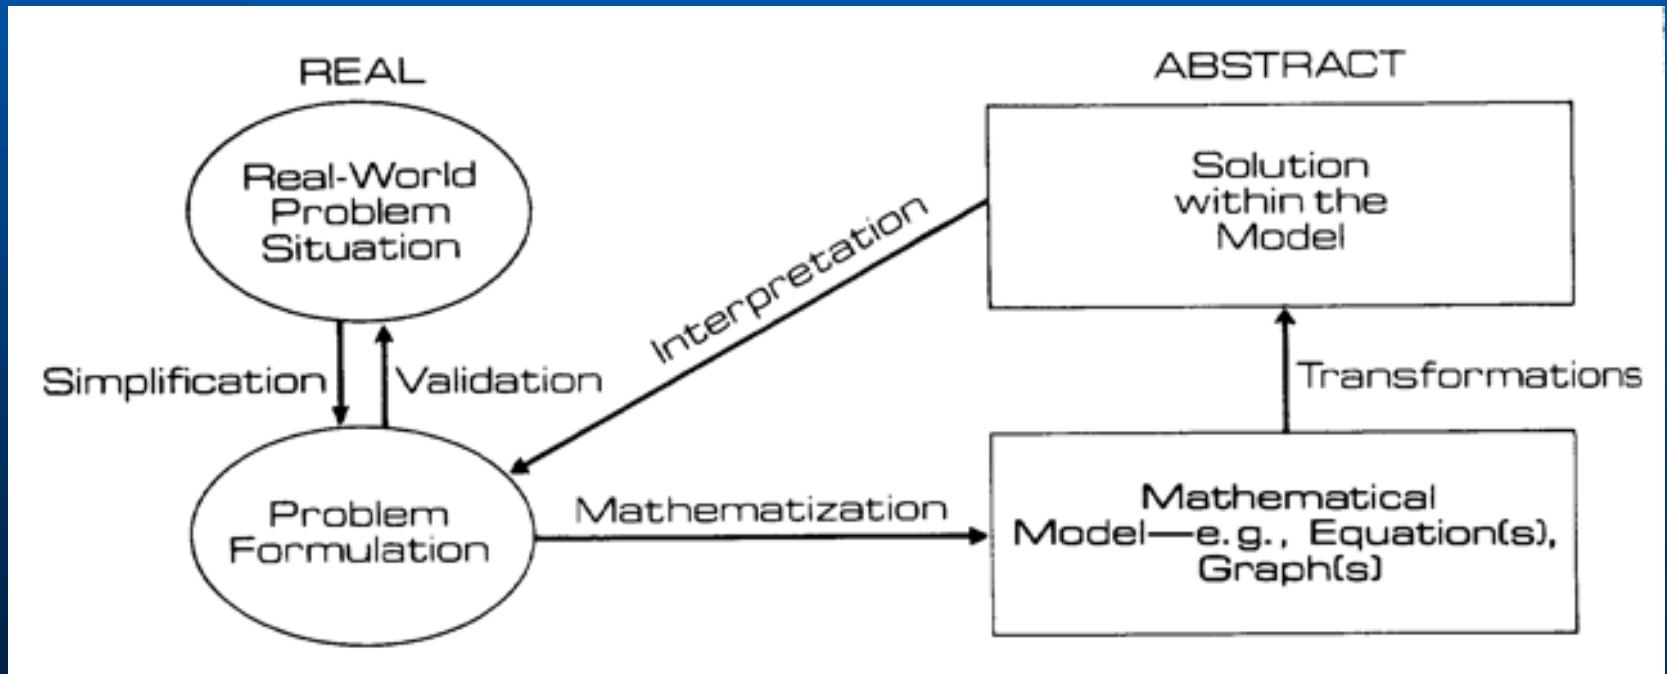 REAL
ABSTRACT
Real-World
Problem
Situation
Solution
within the
Model
Interpretation
Simplification
Validation
Transformations
Problem
Formulation
Mathematization
Mathematical
Model—e.g., Equation(s),
Graph(s)